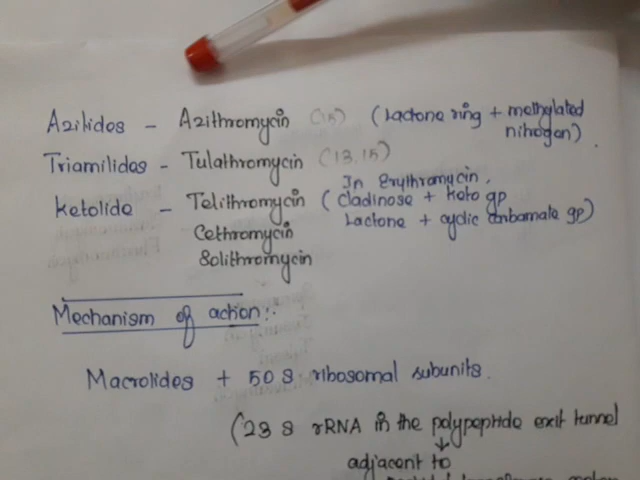 Azilides - Azithromycin (15) (Lactone ring + methylated nitrogen).
Triamilides - Tulathromycin (13,15)
Ketolide - Telithromycin (In Erythromycin, cladinose + keto gp
Cethromycin Lactone + cyclic carbamate gp)
Solithromycin
Mechanism of action:-
Macrolides + 50 S ribosomal subunits.
(23 S rRNA in the polypeptide exit tunnel
adjacent to